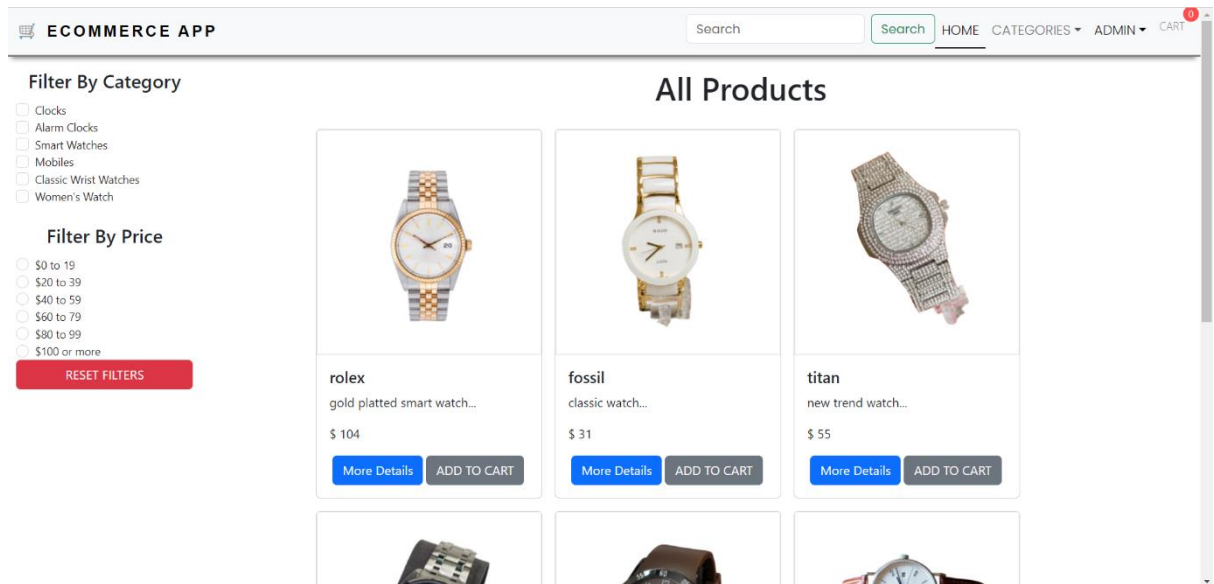 ECOMMERCE APP
Search
Search
HOME
CATEGORIES
ADMIN
CART
0
Filter By Category
Clocks
Alarm Clocks
Smart Watches
Mobiles
Classic Wrist Watches
Women's Watch
Filter By Price
$0 to 19
$20 to 39
$40 to 59
$60 to 79
$80 to 99
$100 or more
RESET FILTERS
All Products
20
rolex
gold platted smart watch...
$ 104
More Details
ADD TO CART
RADO
fossil
classic watch...
$ 31
More Details
ADD TO CART
titan
new trend watch...
$ 55
More Details
ADD TO CART